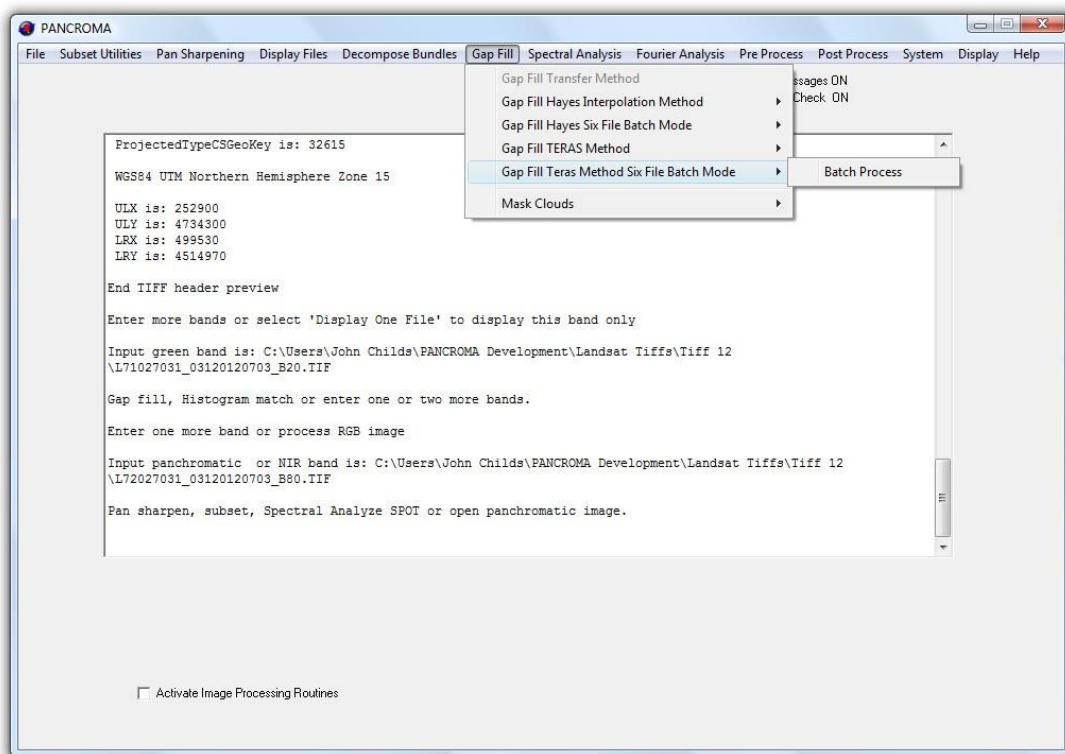 PANCROMA
File Subset Utilities Pan Sharpening Display Files Decompose Bundles Gap Fill Spectral Analysis Fourier Analysis Pre Process Post Process System Display Help
ssages ON
Check ON
Gap Fill Transfer Method
Gap Fill Hayes Interpolation Method
Gap Fill Hayes Six File Batch Mode
Gap Fill TERAS Method
Gap Fill Teras Method Six File Batch Mode
Batch Process
Mask Clouds
ProjectedTypeCSGeoKey is: 32615
WGS84 UTM Northern Hemisphere Zone 15
ULX is: 252900
ULY is: 4734300
LRX is: 499530
LRY is: 4514970
End TIFF header preview
Enter more bands or select 'Display One File' to display this band only
Input green band is: C:\Users\John Childs\PANCROMA Development\Landsat Tiffs\Tiff 12
\L71027031_03120120703_B20.TIF
Gap fill, Histogram match or enter one or two more bands.
Enter one more band or process RGB image
Input panchromatic or NIR band is: C:\Users\John Childs\PANCROMA Development\Landsat Tiffs\Tiff 12
\L72027031_03120120703_B80.TIF
Pan sharpen, subset, Spectral Analyze SPOT or open panchromatic image.
Activate Image Processing Routines